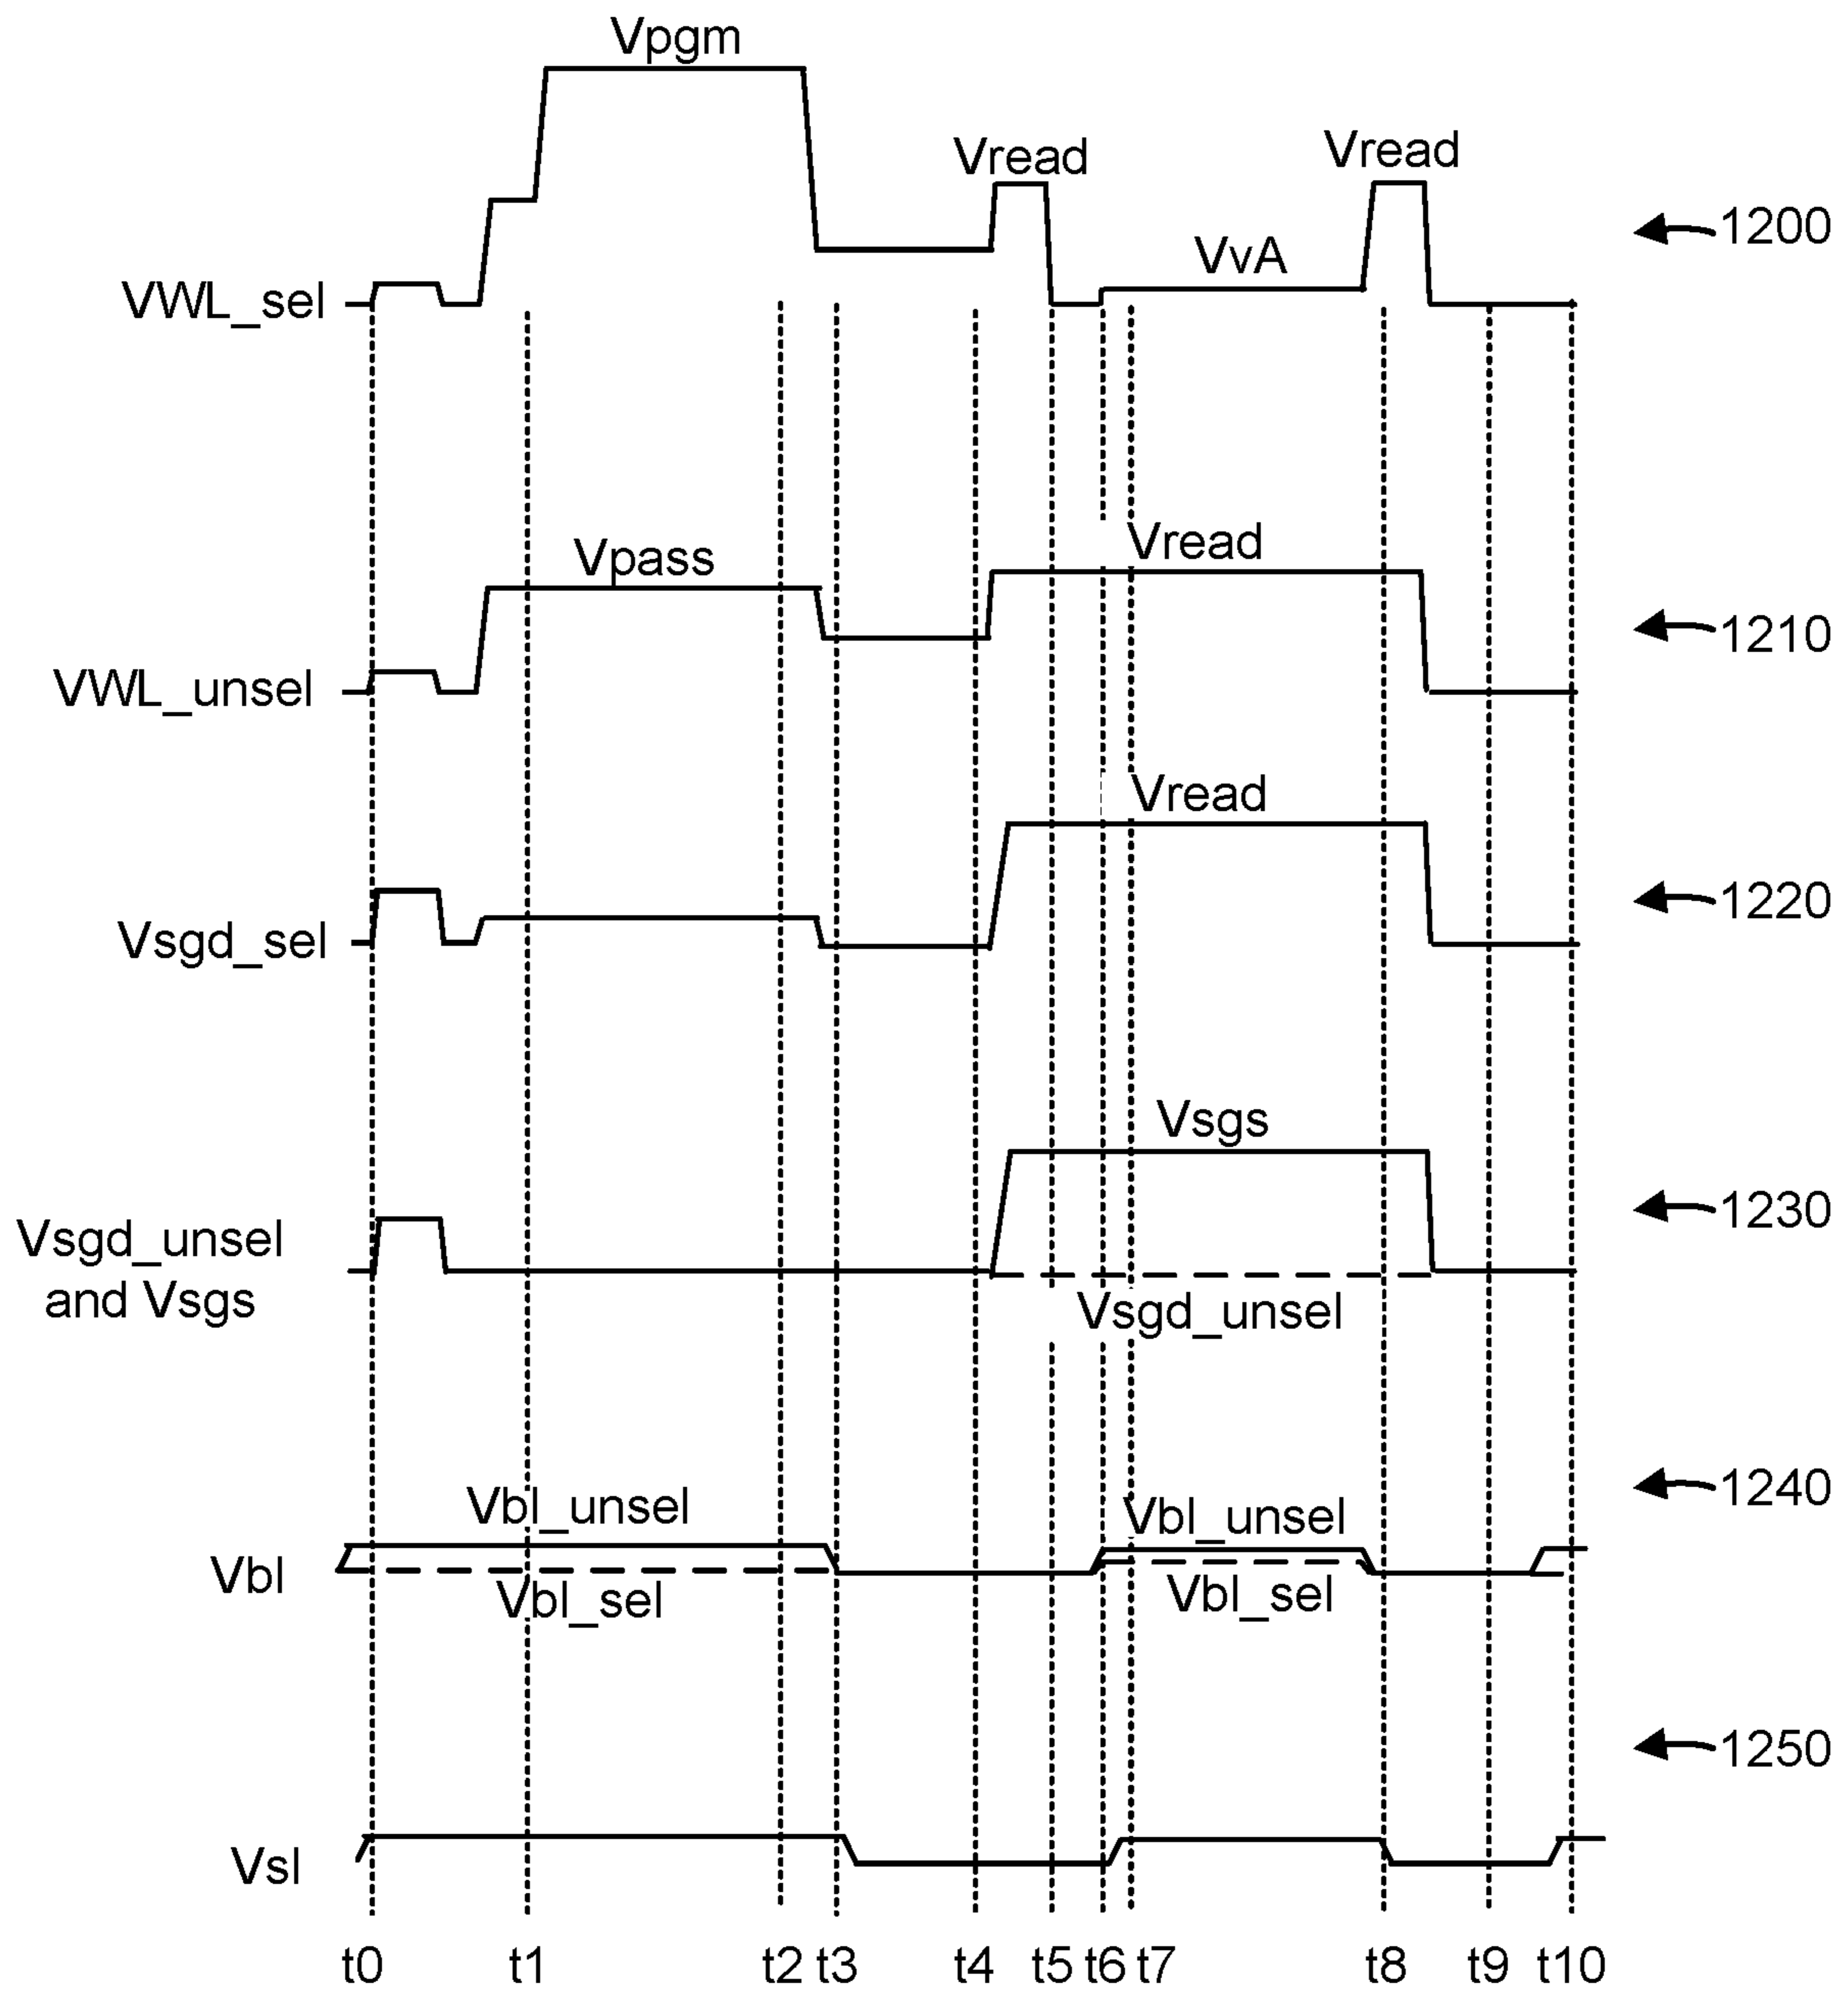 Vpgm
Vread
Vread
1200
VvA
VWL_sel
Vread
Vpass
1210
VWL_unsel
Vread
1220
Vsgd_sel
Vsgs
1230
Vsgd_unsel
and Vsgs
Vsgd_unsel
1240
Vbl_unsel
Vbl_unsel
Vbl
Vbl_sel
Vbl_sel
1250
Vsl
t0 t1 t2 t3 t4 t5 t6 t7 t8 t9 t10